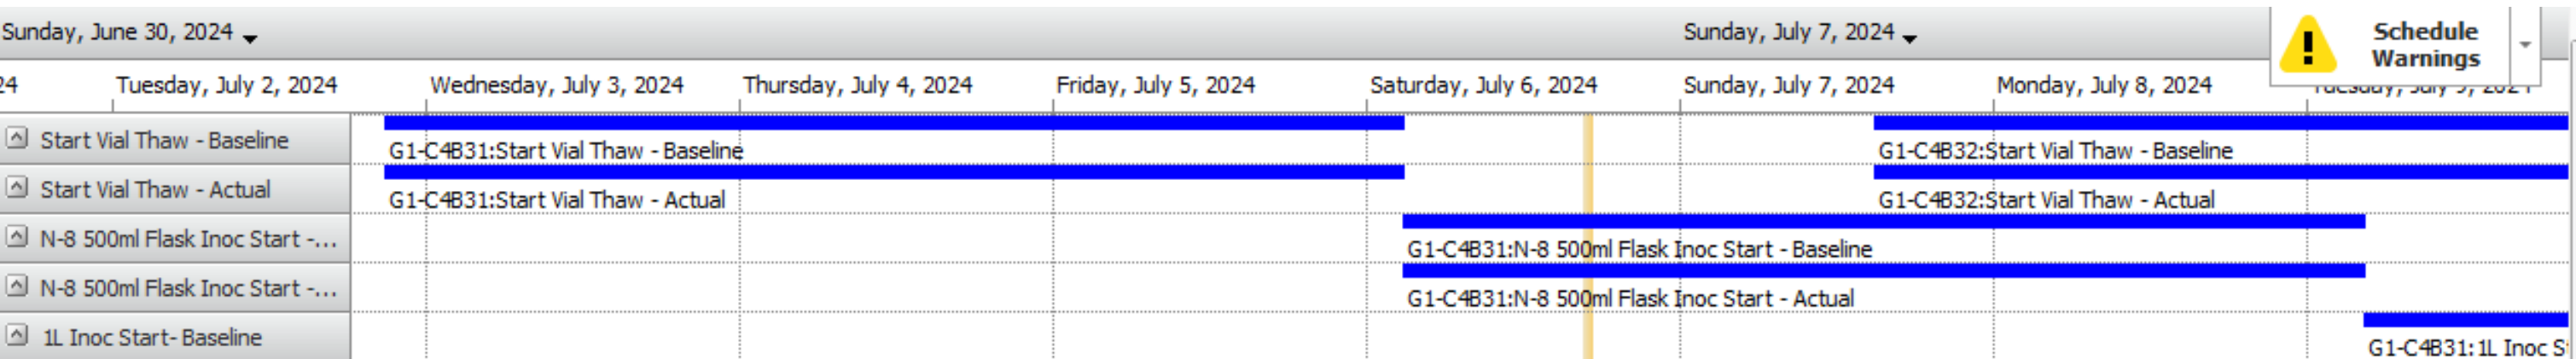 Sunday, June 30, 2024
Sunday, July 7, 2024
Schedule Warnings
24
Tuesday, July 2, 2024
Wednesday, July 3, 2024
Thursday, July 4, 2024
Friday, July 5, 2024
Saturday, July 6, 2024
Sunday, July 7, 2024
Monday, July 8, 2024
Tuesday, July 9, 2024
Start Vial Thaw - Baseline
G1-C4B31:Start Vial Thaw - Baseline
G1-C4B32:Start Vial Thaw - Baseline
Start Vial Thaw - Actual
G1-C4B31:Start Vial Thaw - Actual
G1-C4B32:Start Vial Thaw - Actual
N-8 500ml Flask Inoc Start -...
G1-C4B31:N-8 500ml Flask Inoc Start - Baseline
N-8 500ml Flask Inoc Start -...
G1-C4B31:N-8 500ml Flask Inoc Start - Actual
1L Inoc Start- Baseline
G1-C4B31:1L Inoc S